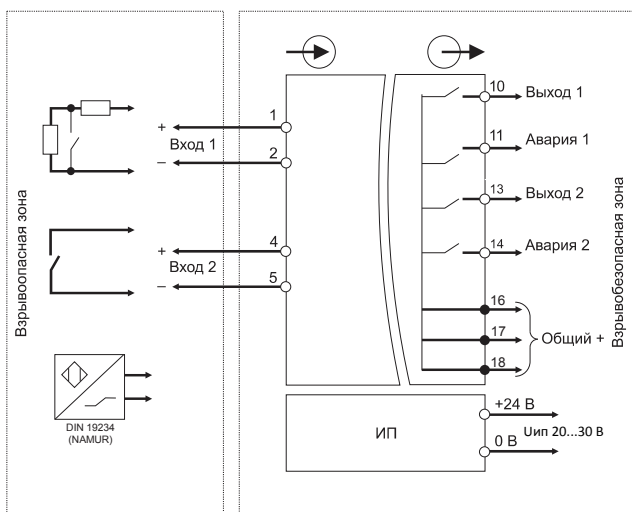 Взрывоопасная зона
DIN 19234
(NAMUR)
+
Вход 1
–
+
Вход 2
–
1
2
4
5
10
Выход 1
11
Авария 1
13
Выход 2
14
Авария 2
16
17
Общий +
18
ИП
+24 В
Uип 20...30 В
0 В
Взрывобезопасная зона